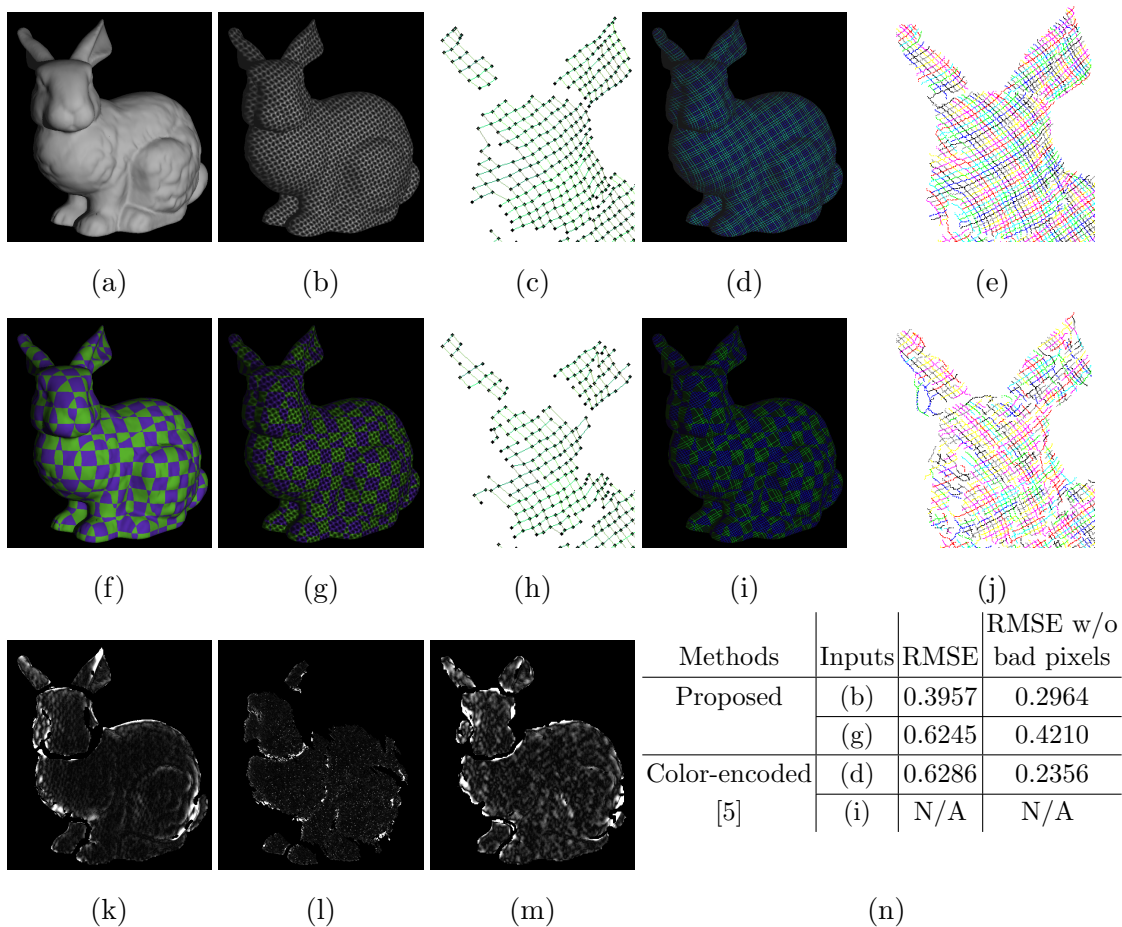 (a) (b) (c) (d) (e)
(f) (g) (h) (i) (j)
Methods Inputs RMSE RMSE w/o bad pixels
Proposed (b) 0.3957 0.2964
(g) 0.6245 0.4210
Color-encoded (d) 0.6286 0.2356
[5] (i) N/A N/A
(k) (l) (m) (n)